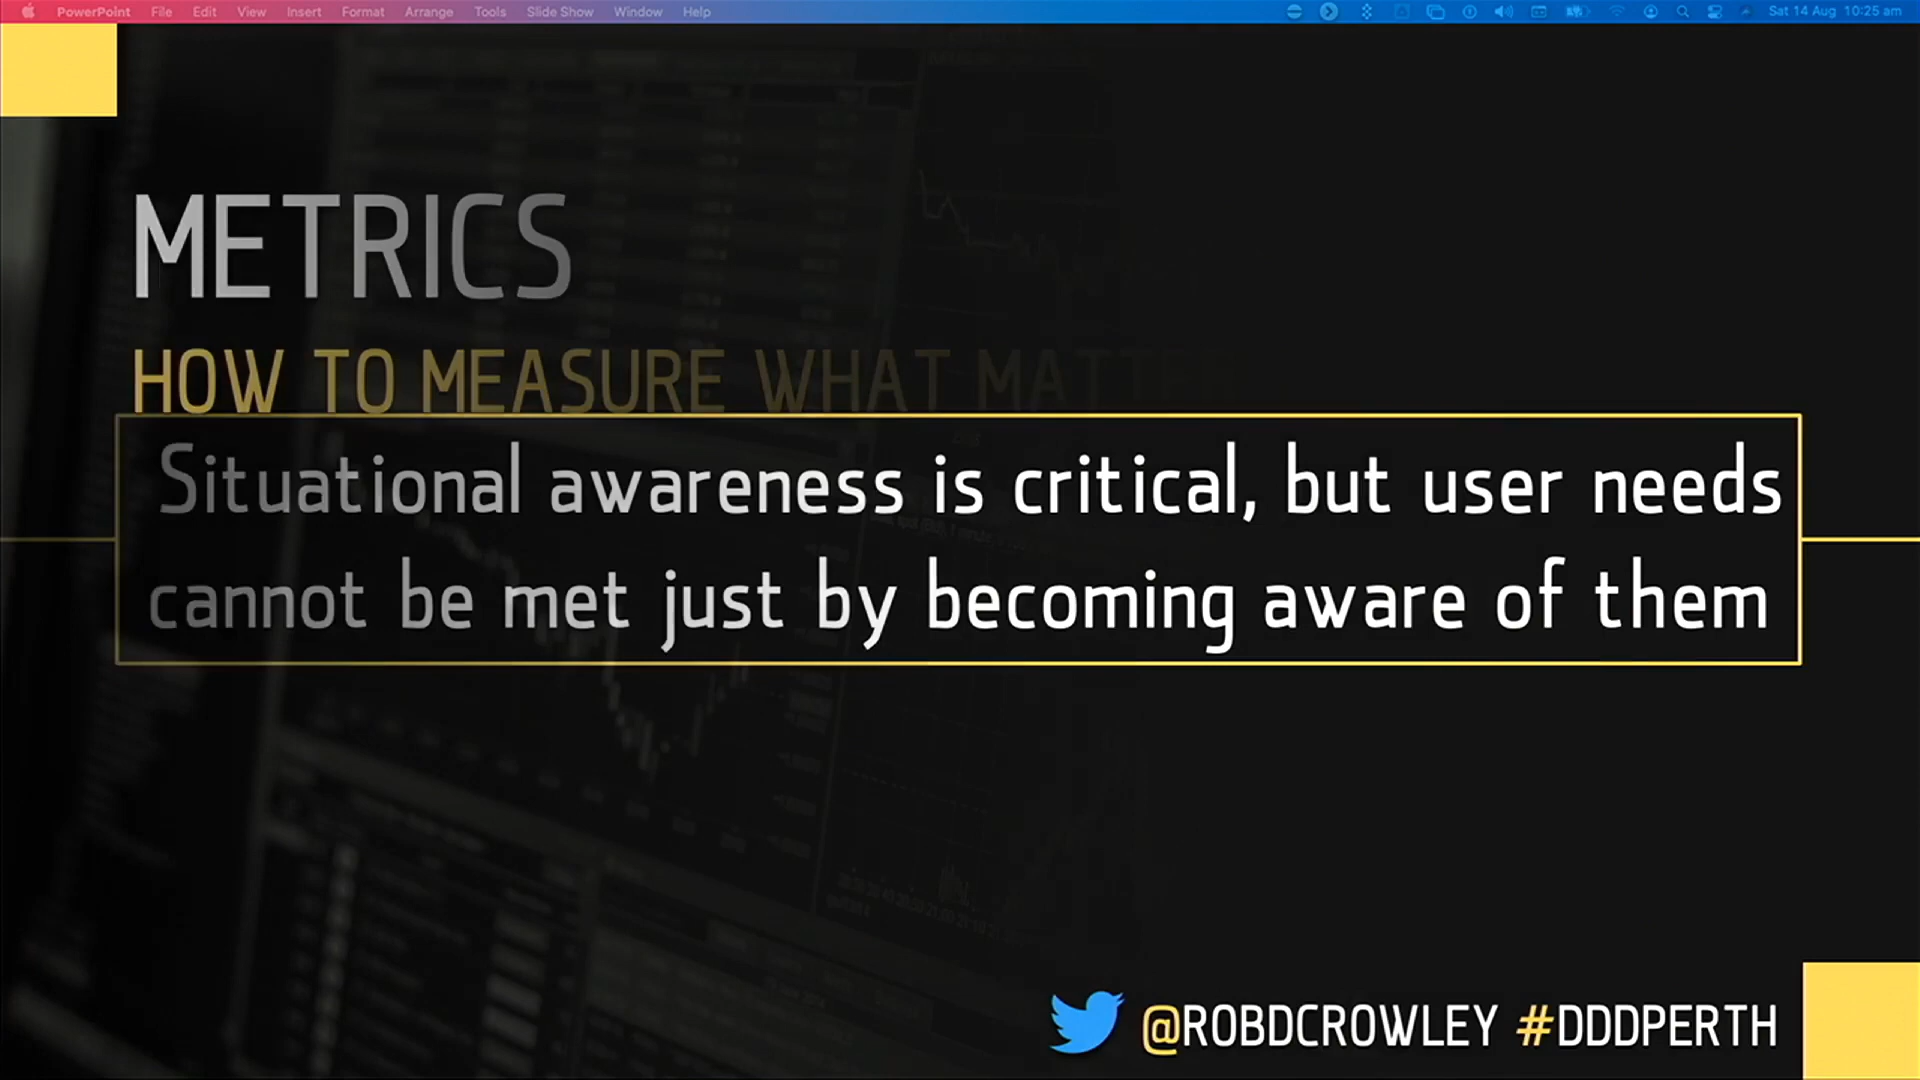 PowerPoint File Edit View Insert Format Arrange Tools Slide Show Window Help Sat 14 Aug 10:25 am
METRICS
HOW TO MEASURE WHAT MATTER
Situational awareness is critical, but user needs
cannot be met just by becoming aware of them
@ROBDCROWLEY #DDDPERTH